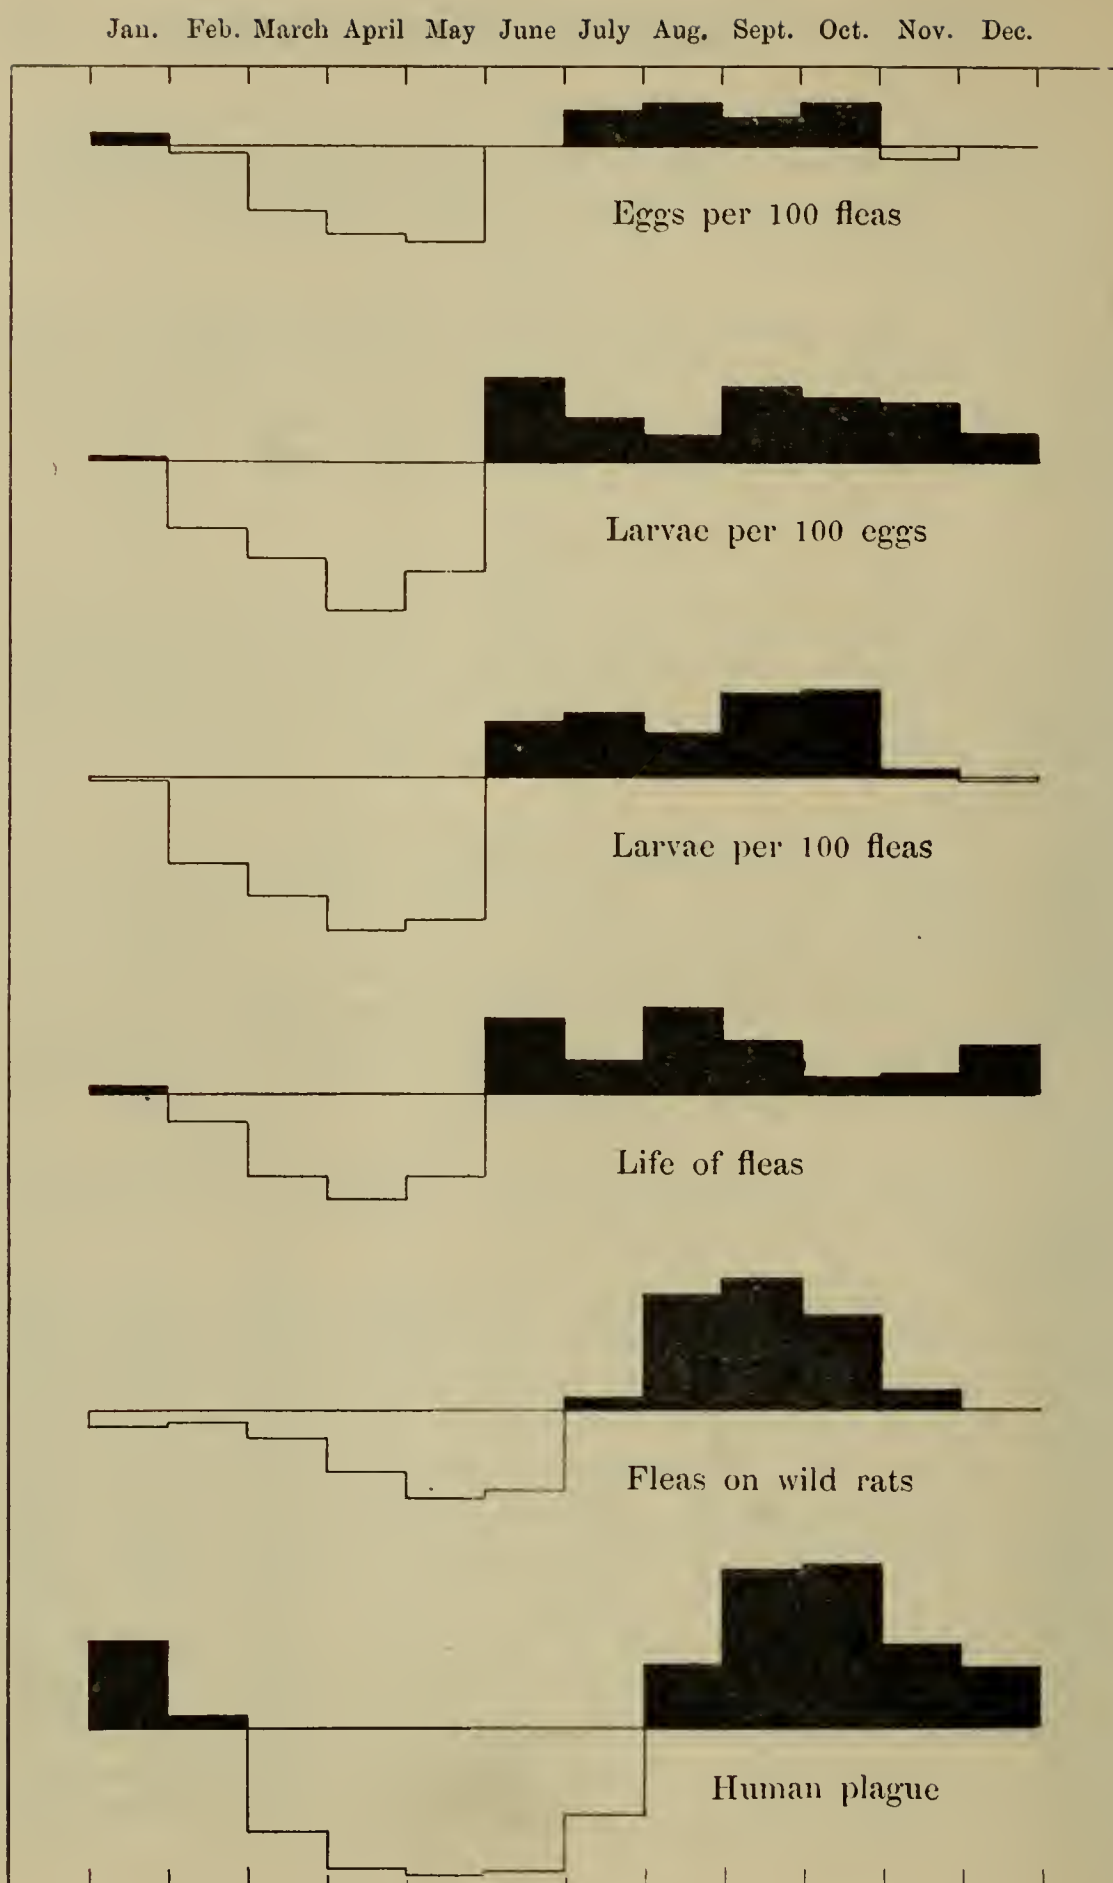 Jan. Feb. March April May June July Aug. Sept. Oct. Nov. Dec.
Eggs per 100 fleas
Larvae per 100 eggs
Larvae per 100 fleas
Life of fleas
Fleas on wild rats
Human plague